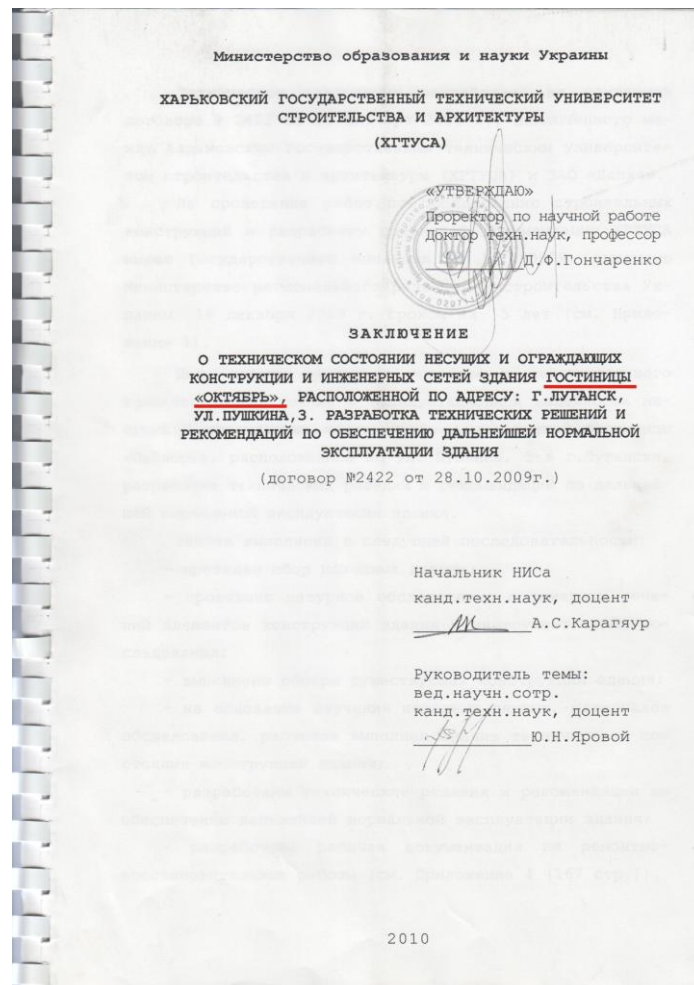 Министерство образования и науки Украины
ХАРЬКОВСКИЙ ГОСУДАРСТВЕННЫЙ ТЕХНИЧЕСКИЙ УНИВЕРСИТЕТ
СТРОИТЕЛЬСТВА И АРХИТЕКТУРЫ
(ХГТУСА)
«УТВЕРЖДАЮ»
Проректор по научной работе
Доктор техн.наук, профессор
Д.Ф.Гончаренко
ЗАКЛЮЧЕНИЕ
О ТЕХНИЧЕСКОМ СОСТОЯНИИ НЕСУЩИХ И ОГРАЖДАЮЩИХ
КОНСТРУКЦИИ И ИНЖЕНЕРНЫХ СЕТЕЙ ЗДАНИЯ ГОСТИНИЦЫ
«ОКТЯБРЬ», РАСПОЛОЖЕННОЙ ПО АДРЕСУ: Г.ЛУГАНСК,
УЛ.ПУШКИНА,3. РАЗРАБОТКА ТЕХНИЧЕСКИХ РЕШЕНИЙ И
РЕКОМЕНДАЦИЙ ПО ОБЕСПЕЧЕНИЮ ДАЛЬНЕЙШЕЙ НОРМАЛЬНОЙ
ЭКСПЛУАТАЦИИ ЗДАНИЯ
(договор №2422 от 28.10.2009г.)
Начальник НИСа
канд.техн.наук, доцент
А.С.Карагяур
Руководитель темы:
вед.научн.сотр.
канд.техн.наук, доцент
Ю.Н.Яровой
2010